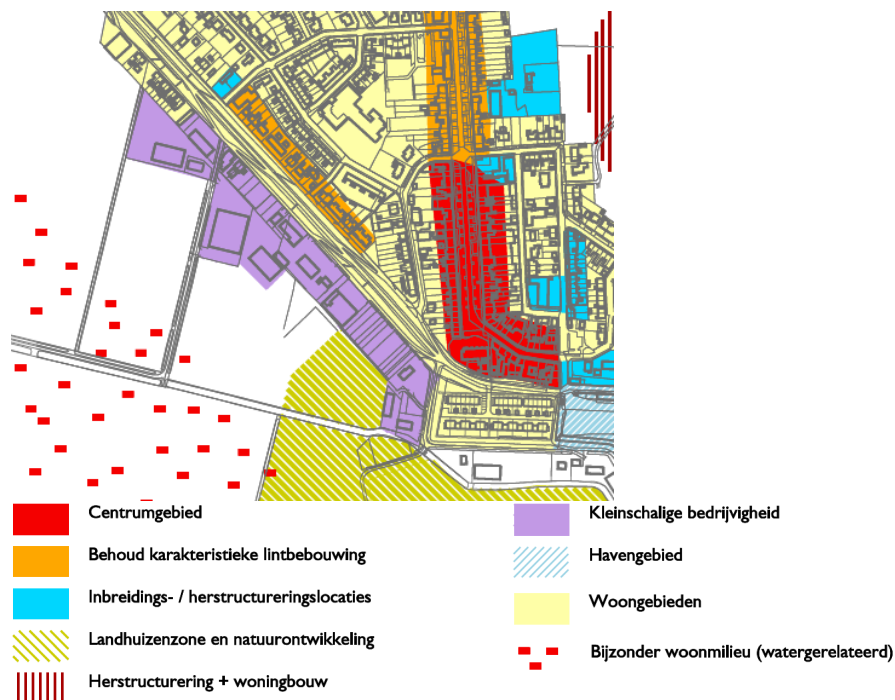 Centrumgebied
Behoud karakteristieke lintbebouwing
Inbreidings- / herstructureringslocaties
Landhuizenzone en natuurontwikkeling
Herstructurering + woningbouw
Kleinschalige bedrijvigheid
Havengebied
Woongebieden
Bijzonder woonmilieu (watergerelateerd)